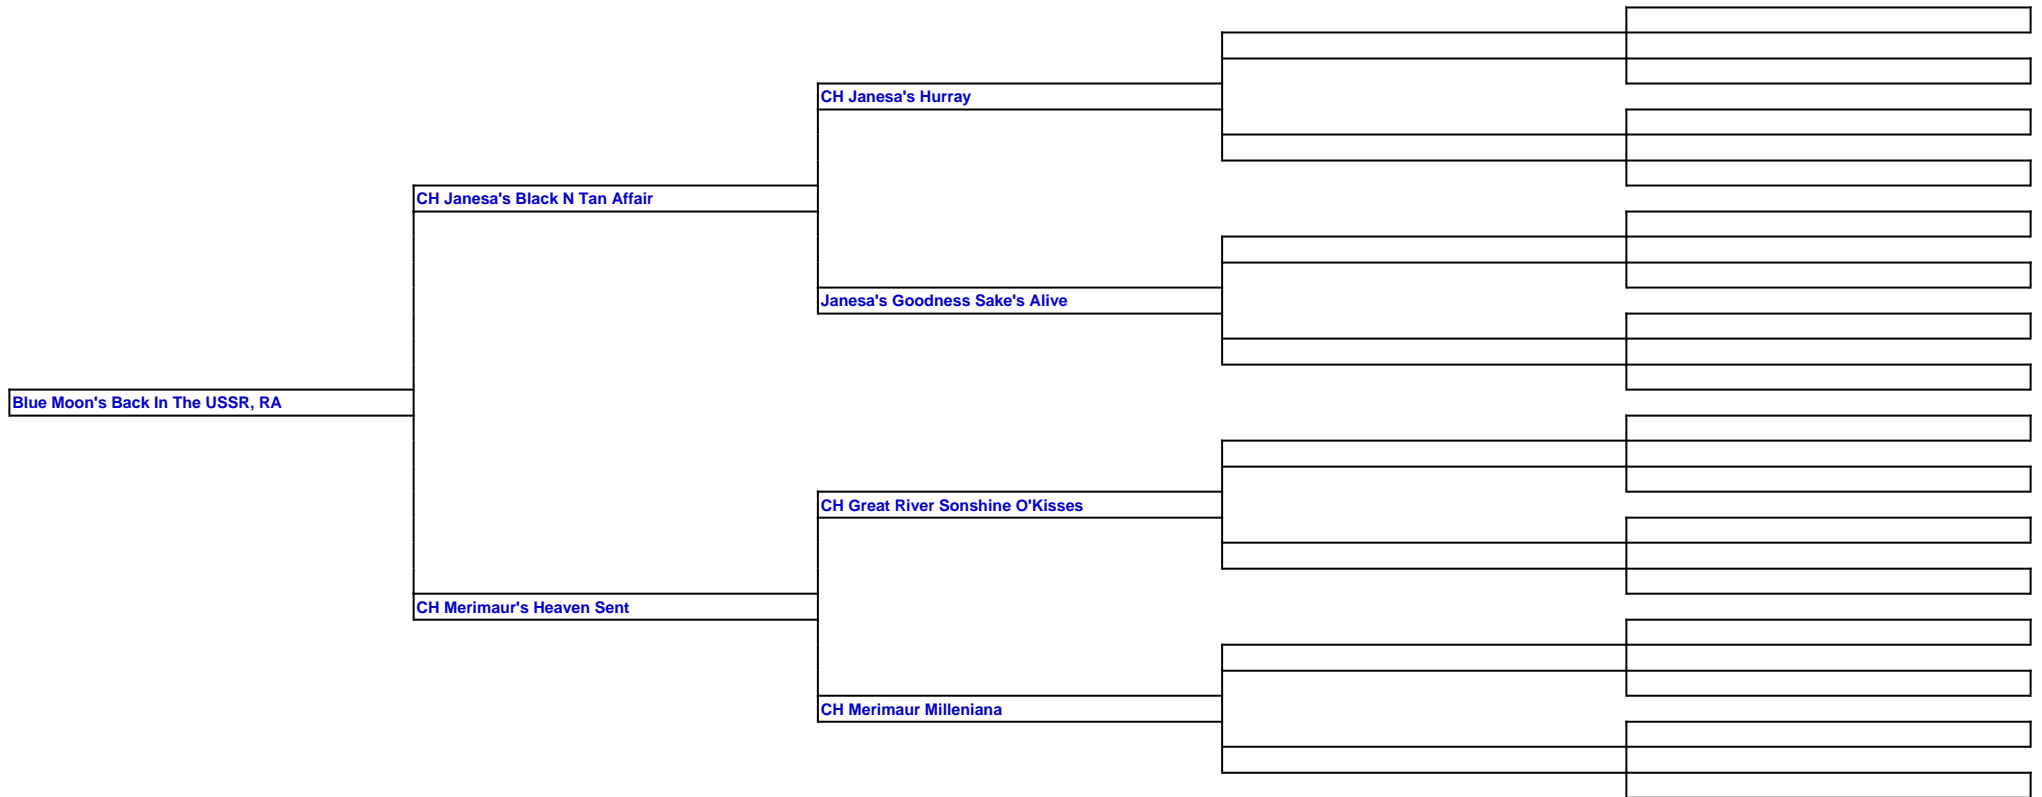 CH Janesa's Hurray
CH Janesa's Black N Tan Affair
Janesa's Goodness Sake's Alive
Blue Moon's Back In The USSR, RA
CH Great River Sonshine O'Kisses
CH Merimaur's Heaven Sent
CH Merimaur Milleniana